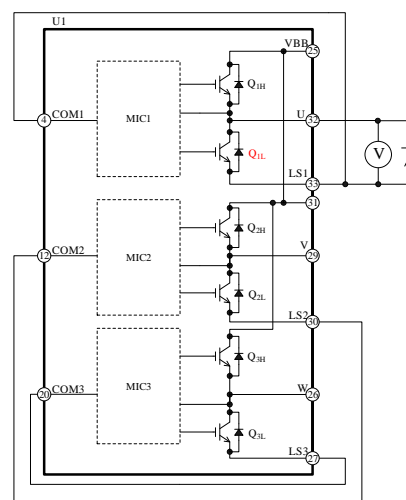 U1
VBB
25
Q1H
COM1
4
MIC1
U
32
V
Q1L
LS1
33
31
Q2H
COM2
12
MIC2
V
29
Q2L
LS2
30
Q3H
COM3
20
MIC3
W
26
Q3L
LS3
27